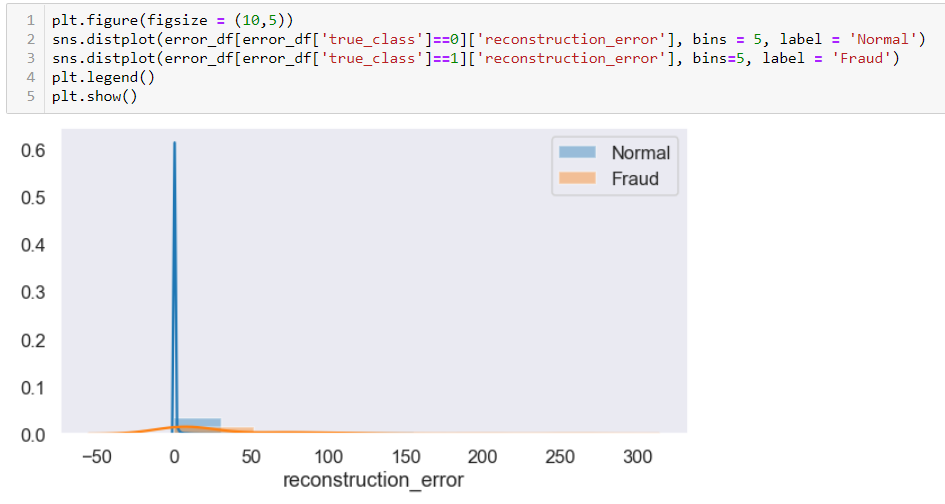 1 plt.figure(figsize = (10,5))
2 sns.distplot(error_df[error_df['true_class']==0]['reconstruction_error'], bins = 5, label = 'Normal')
3 sns.distplot(error_df[error_df['true_class']==1]['reconstruction_error'], bins=5, label = 'Fraud')
4 plt.legend()
5 plt.show()
Normal
Fraud
0.6
0.5
0.4
0.3
0.2
0.1
0.0
−50 0 50 100 150 200 250 300
reconstruction_error